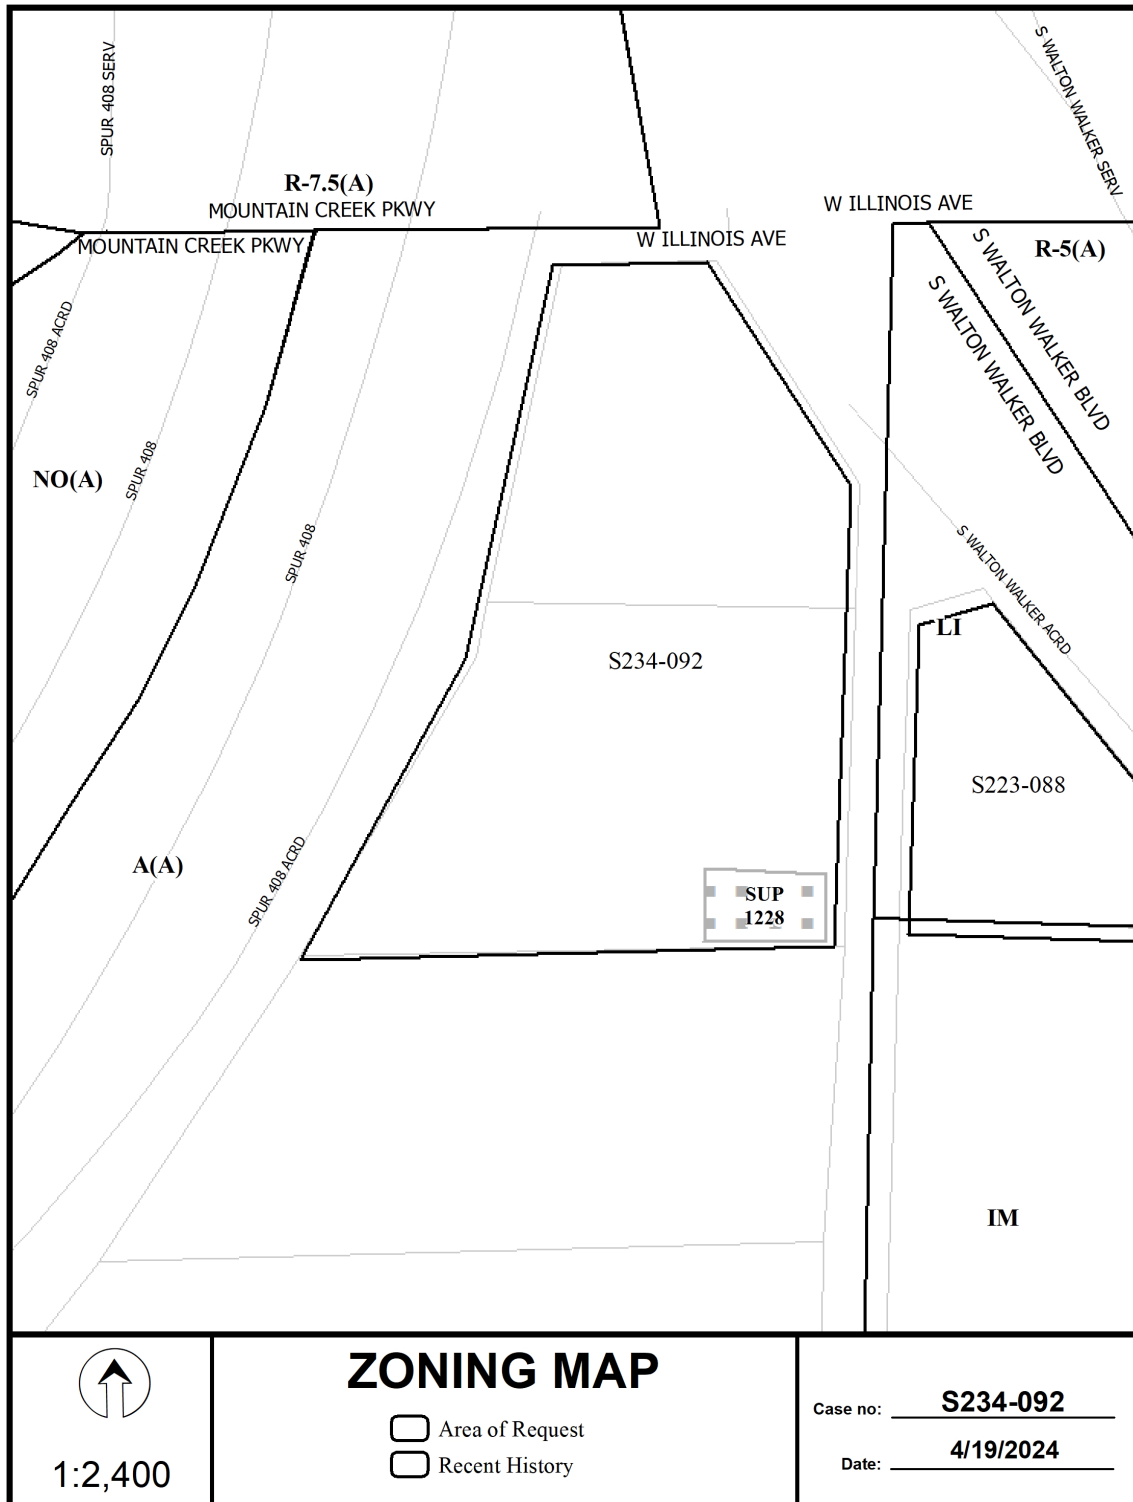 SPUR 408 SERV
S WALTON WALKER SERV
R-7.5(A)
MOUNTAIN CREEK PKWY
W ILLINOIS AVE
MOUNTAIN CREEK PKWY
W ILLINOIS AVE
R-5(A)
S WALTON WALKER BLVD
S WALTON WALKER BLVD
SPUR 408 ACRD
NO(A)
SPUR 408
SPUR 408
S WALTON WALKER ACRD
LI
S234-092
S223-088
A(A)
SPUR 408 ACRD
SUP
1228
IM
1:2,400
ZONING MAP
Area of Request
Recent History
Case no: S234-092
Date: 4/19/2024